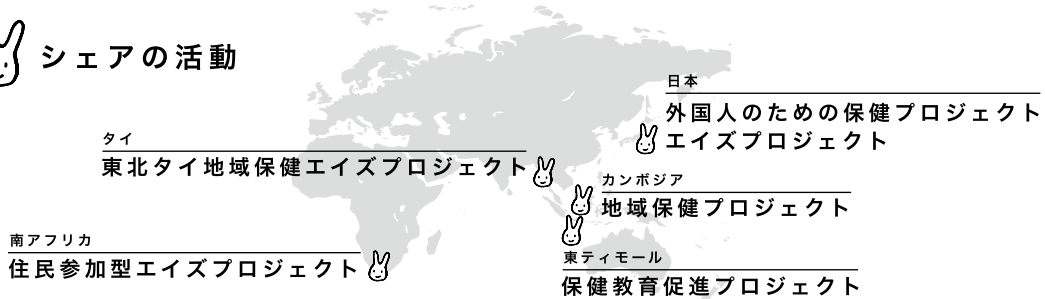 シェアの活動
日本
外国人のための保健プロジェクト
エイズプロジェクト
タイ
東北タイ地域保健エイズプロジェクト
カンボジア
地域保健プロジェクト
南アフリカ
住民参加型エイズプロジェクト
東ティモール
保健教育促進プロジェクト